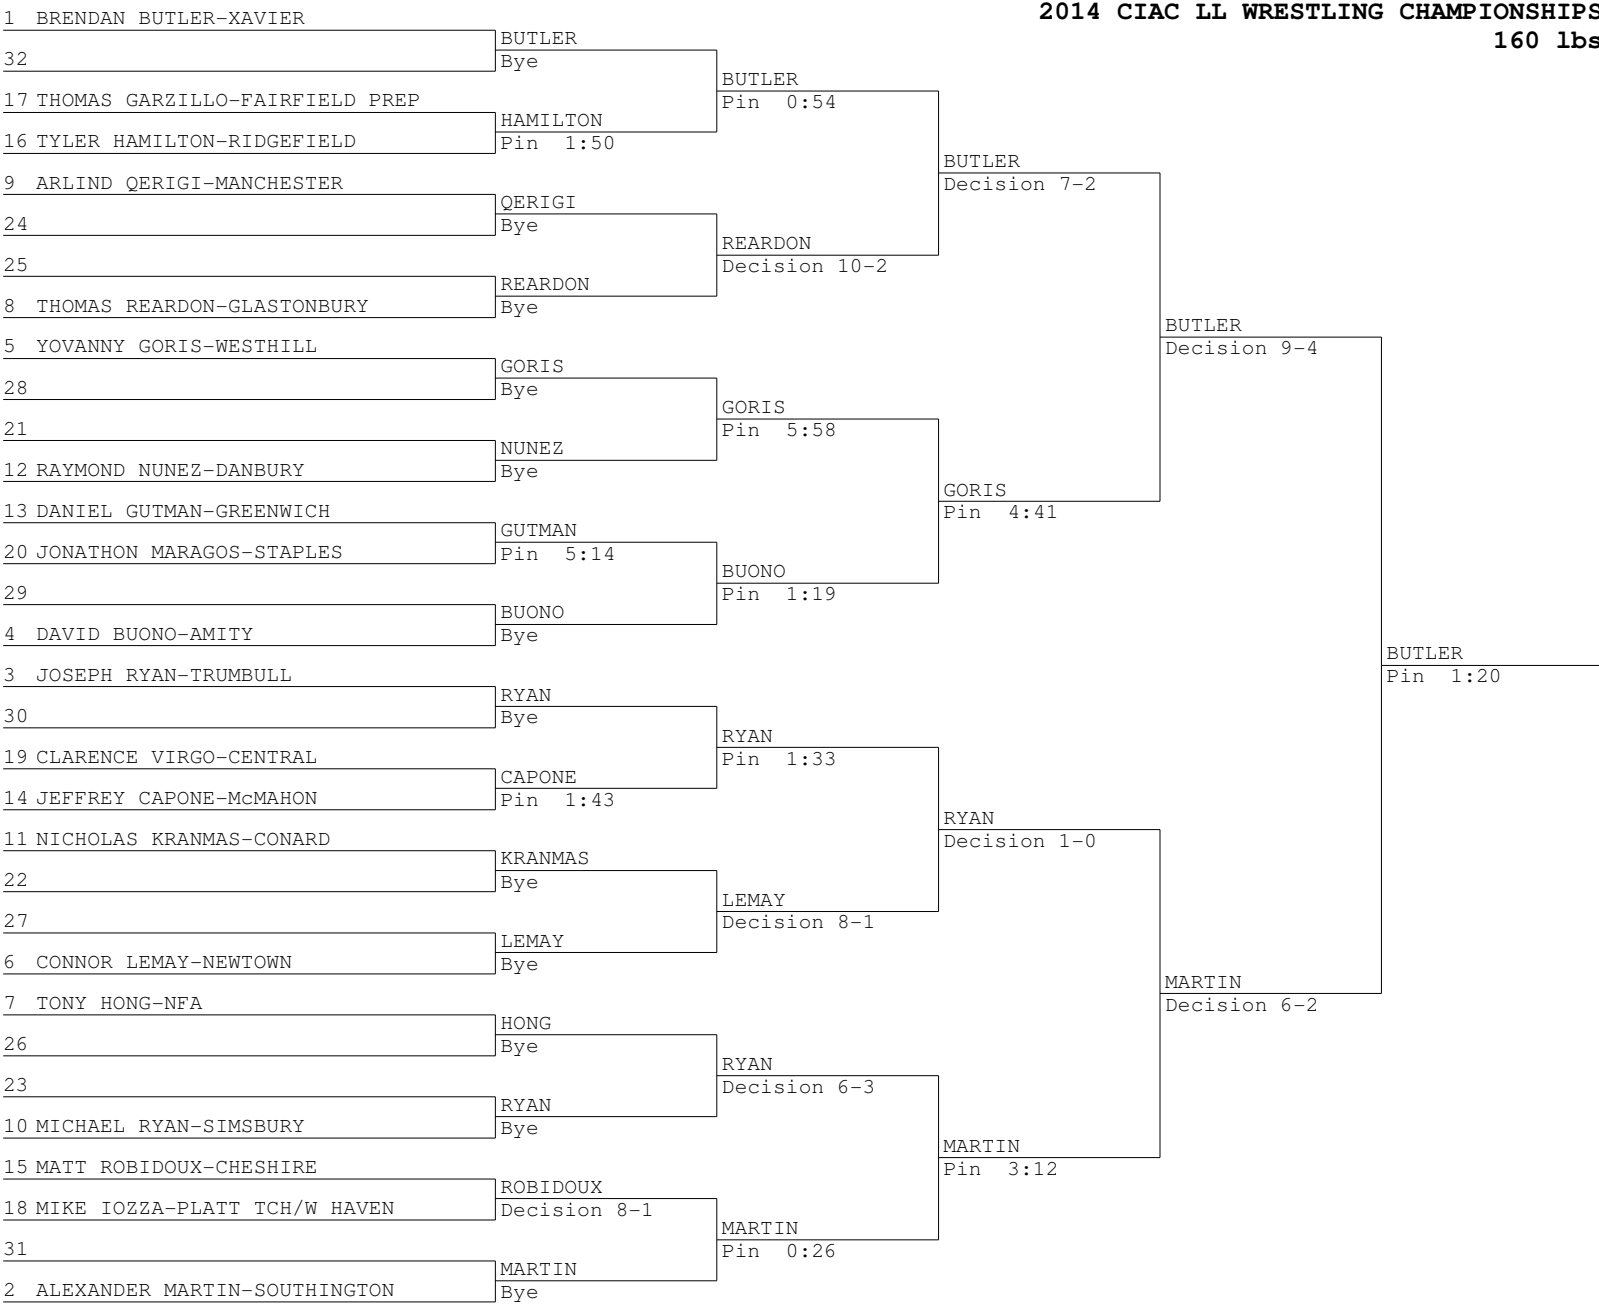 2014 CIAC LL WRESTLING CHAMPIONSHIPS
160 lbs
1 BRENDAN BUTLER-XAVIER
32
17 THOMAS GARZILLO-FAIRFIELD PREP
16 TYLER HAMILTON-RIDGEFIELD
9 ARLIND QERIGI-MANCHESTER
24
25
8 THOMAS REARDON-GLASTONBURY
5 YOVANNY GORIS-WESTHILL
28
21
12 RAYMOND NUNEZ-DANBURY
13 DANIEL GUTMAN-GREENWICH
20 JONATHON MARAGOS-STAPLES
29
4 DAVID BUONO-AMITY
3 JOSEPH RYAN-TRUMBULL
30
19 CLARENCE VIRGO-CENTRAL
14 JEFFREY CAPONE-McMAHON
11 NICHOLAS KRANMAS-CONARD
22
27
6 CONNOR LEMAY-NEWTOWN
7 TONY HONG-NFA
26
23
10 MICHAEL RYAN-SIMSBURY
15 MATT ROBIDOUX-CHESHIRE
18 MIKE IOZZA-PLATT TCH/W HAVEN
31
2 ALEXANDER MARTIN-SOUTHINGTON
BUTLER
Bye
HAMILTON
Pin 1:50
QERIGI
Bye
REARDON
Bye
GORIS
Bye
NUNEZ
Bye
GUTMAN
Pin 5:14
BUONO
Bye
RYAN
Bye
CAPONE
Pin 1:43
KRANMAS
Bye
LEMAY
Bye
HONG
Bye
RYAN
Bye
ROBIDOUX
Decision 8-1
MARTIN
Bye
BUTLER
Pin 0:54
REARDON
Decision 10-2
GORIS
Pin 5:58
BUONO
Pin 1:19
RYAN
Pin 1:33
LEMAY
Decision 8-1
RYAN
Decision 6-3
MARTIN
Pin 0:26
BUTLER
Decision 7-2
GORIS
Pin 4:41
RYAN
Decision 1-0
MARTIN
Pin 3:12
BUTLER
Decision 9-4
MARTIN
Decision 6-2
BUTLER
Pin 1:20